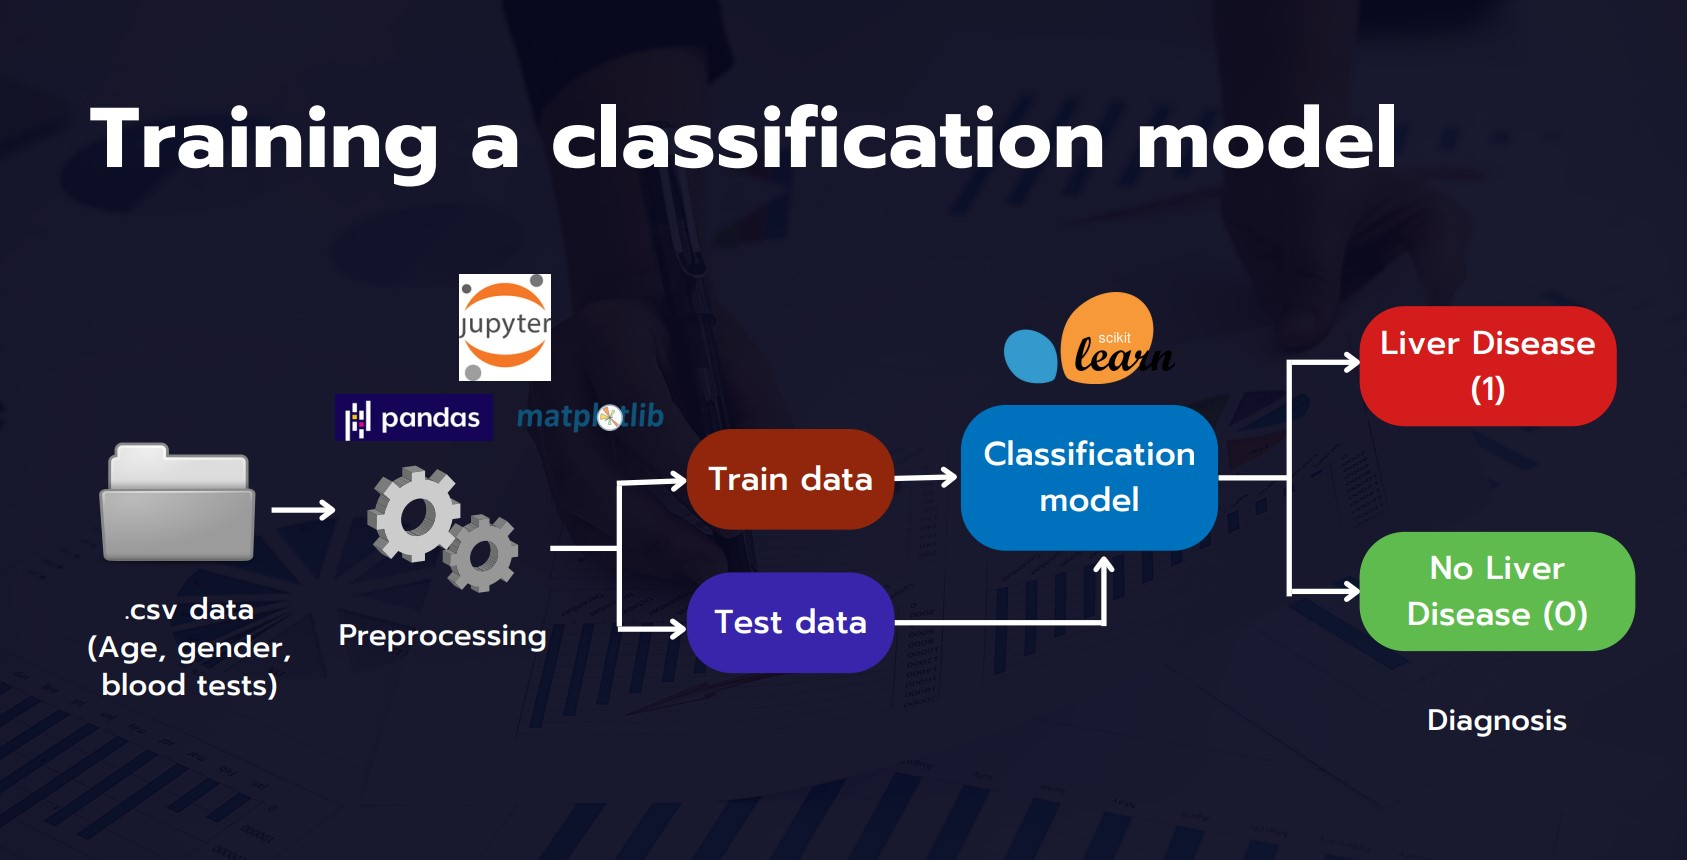 Training a classification model
jupyter
pandas
matplotlib
scikit
learn
.csv data
(Age, gender,
blood tests)
Preprocessing
Train data
Test data
Classification
model
Liver Disease
(1)
No Liver
Disease (0)
Diagnosis